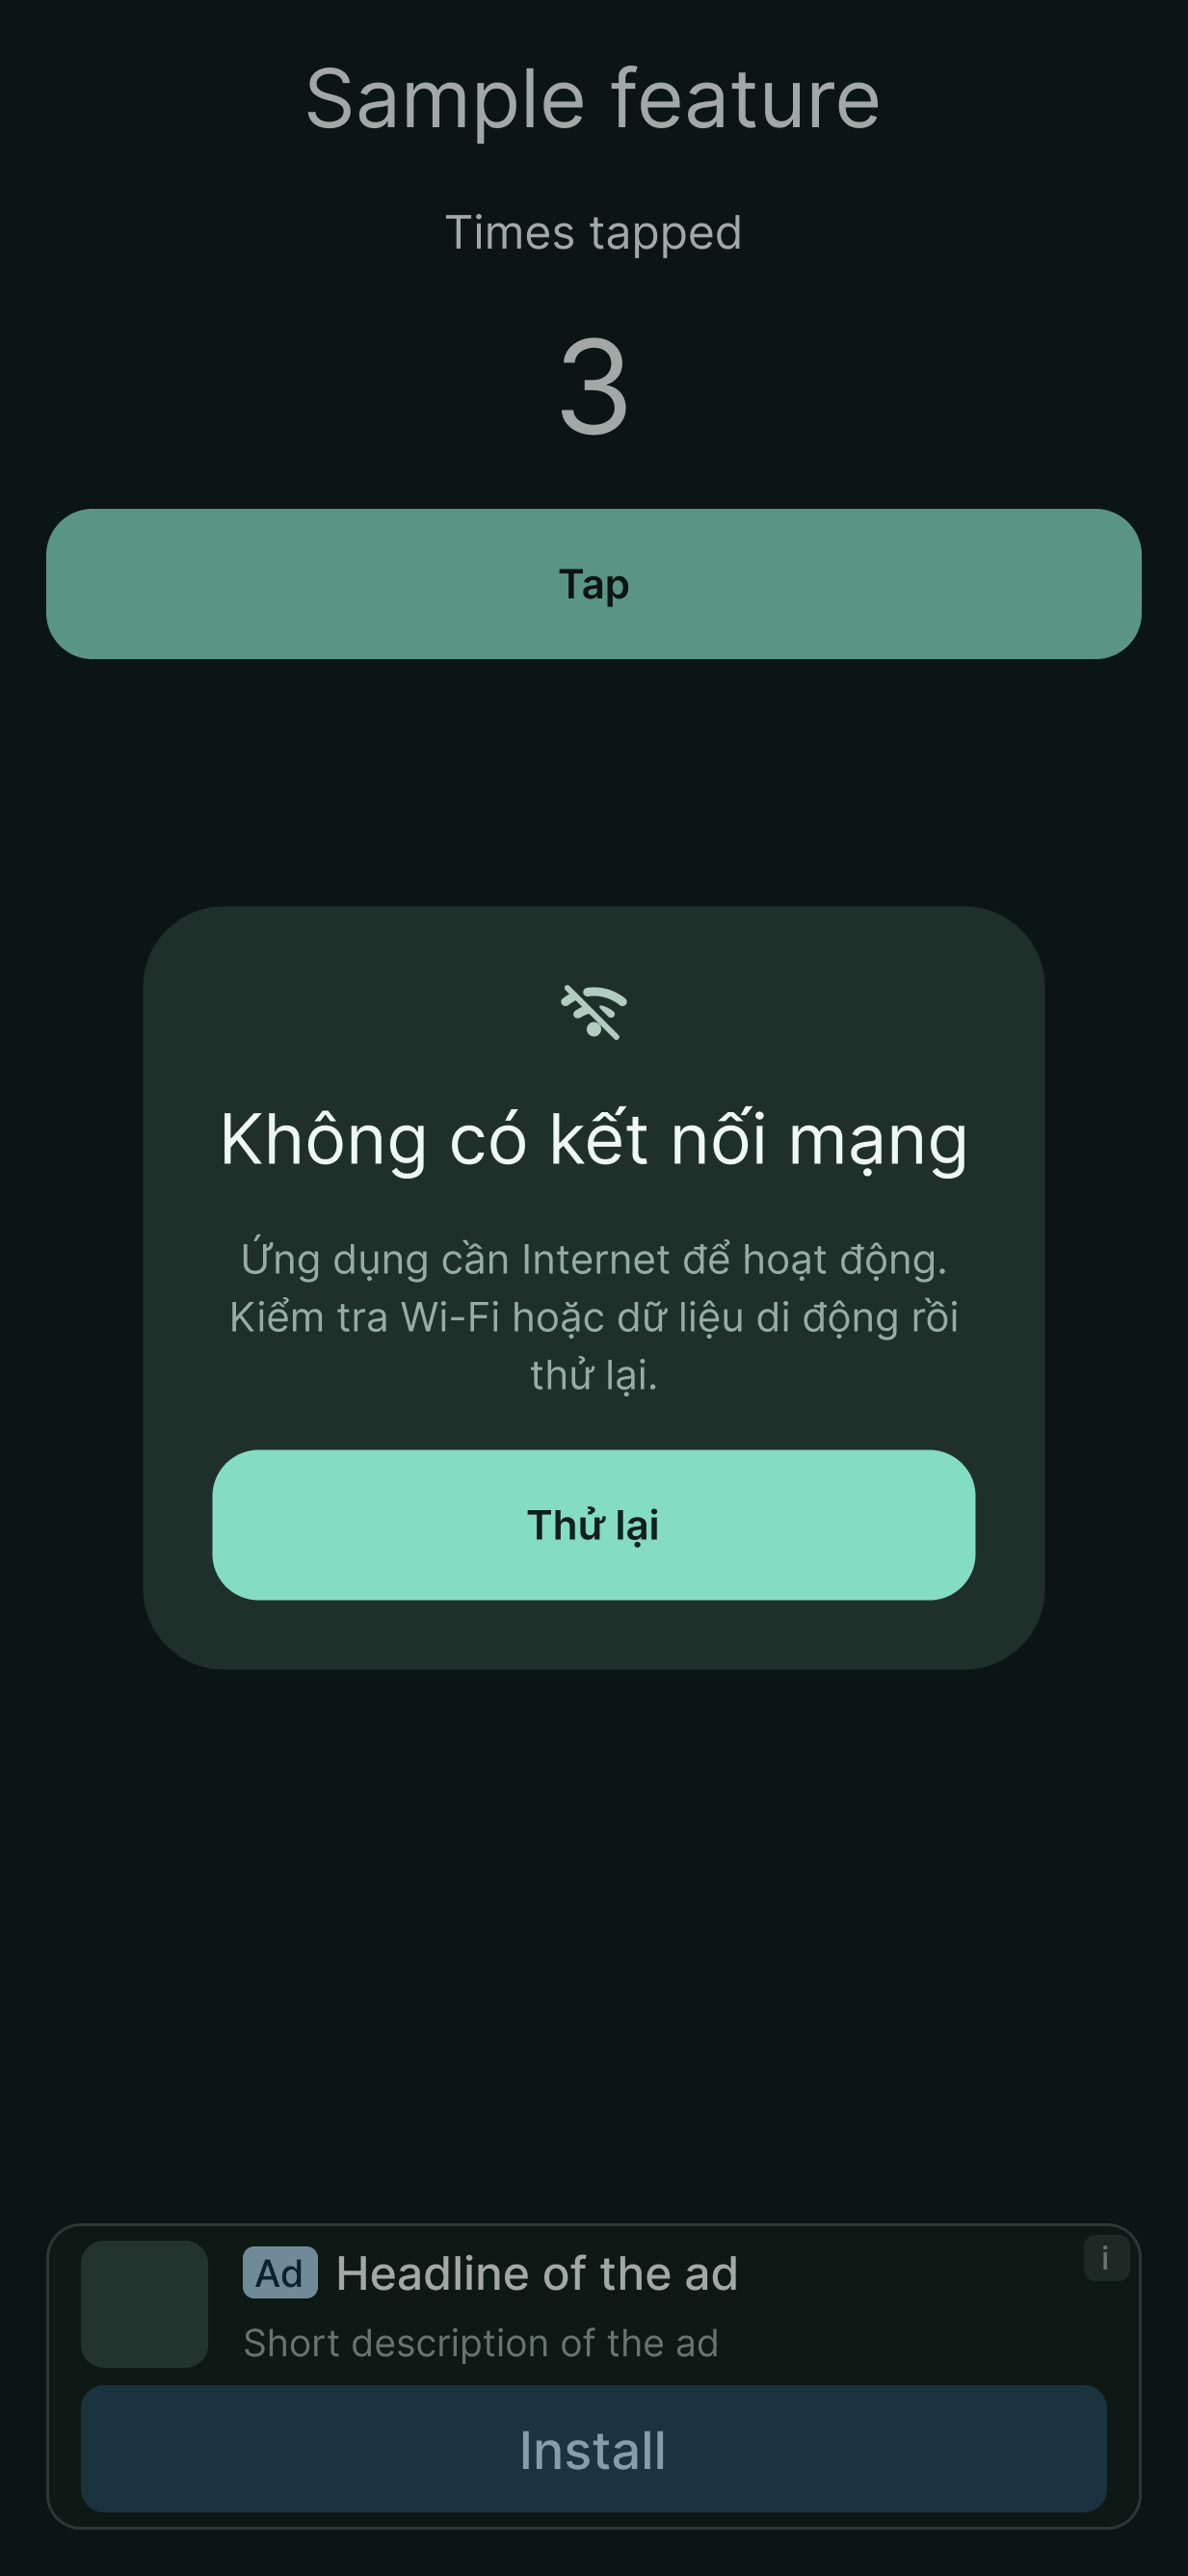 Sample feature
Times tapped
3
Tap
Không có kết nối mạng
Ứng dụng cần Internet để hoạt động.
Kiểm tra Wi-Fi hoặc dữ liệu di động rồi
thử lại.
Thử lại
Ad Headline of the ad
i
Short description of the ad
Install